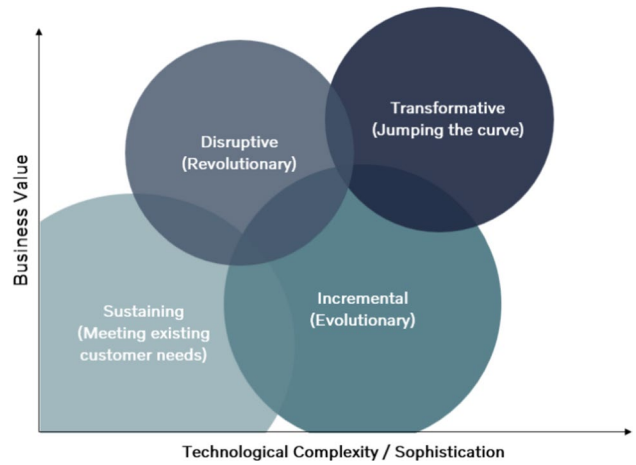 Transformative
(Jumping the curve)
Disruptive
(Revolutionary)
Business Value
Sustaining
(Meeting existing
customer needs)
Incremental
(Evolutionary)
Technological Complexity / Sophistication